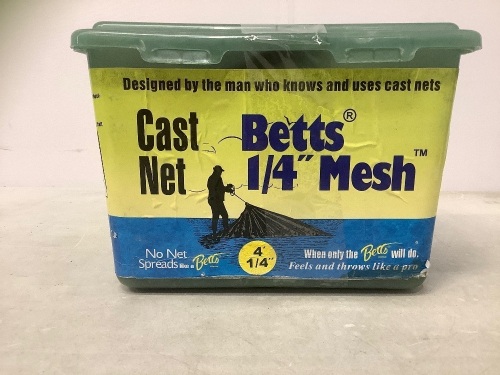 Designed by the man who knows and uses cast nets
Cast Net
Betts®
1/4" Mesh™
No Net
Spreads like a Betts
4'
1/4"
When only the Betts will do.
Feels and throws like a pro